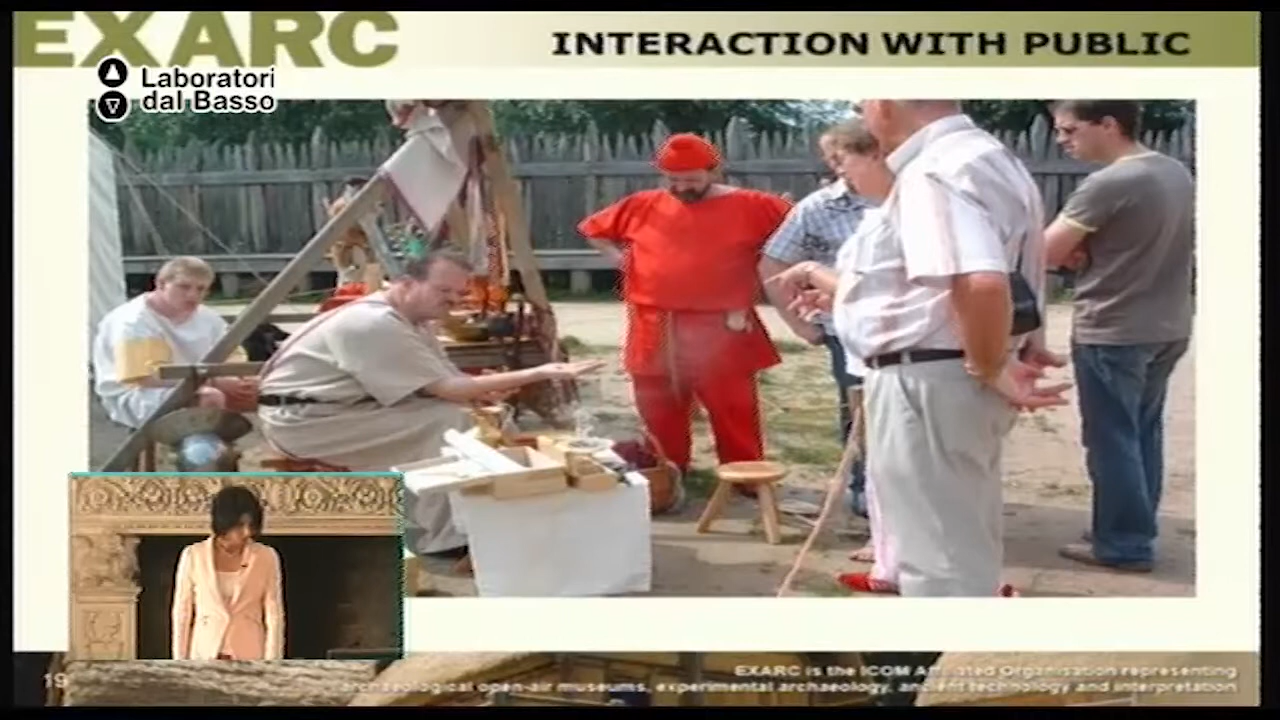 EXARC
INTERACTION WITH PUBLIC
Laboratori
dal Basso
19
EXARC is the ICOM Affiliated Organisation representing
archaeological open-air museums, experimental archaeology, ancient technology and interpretation